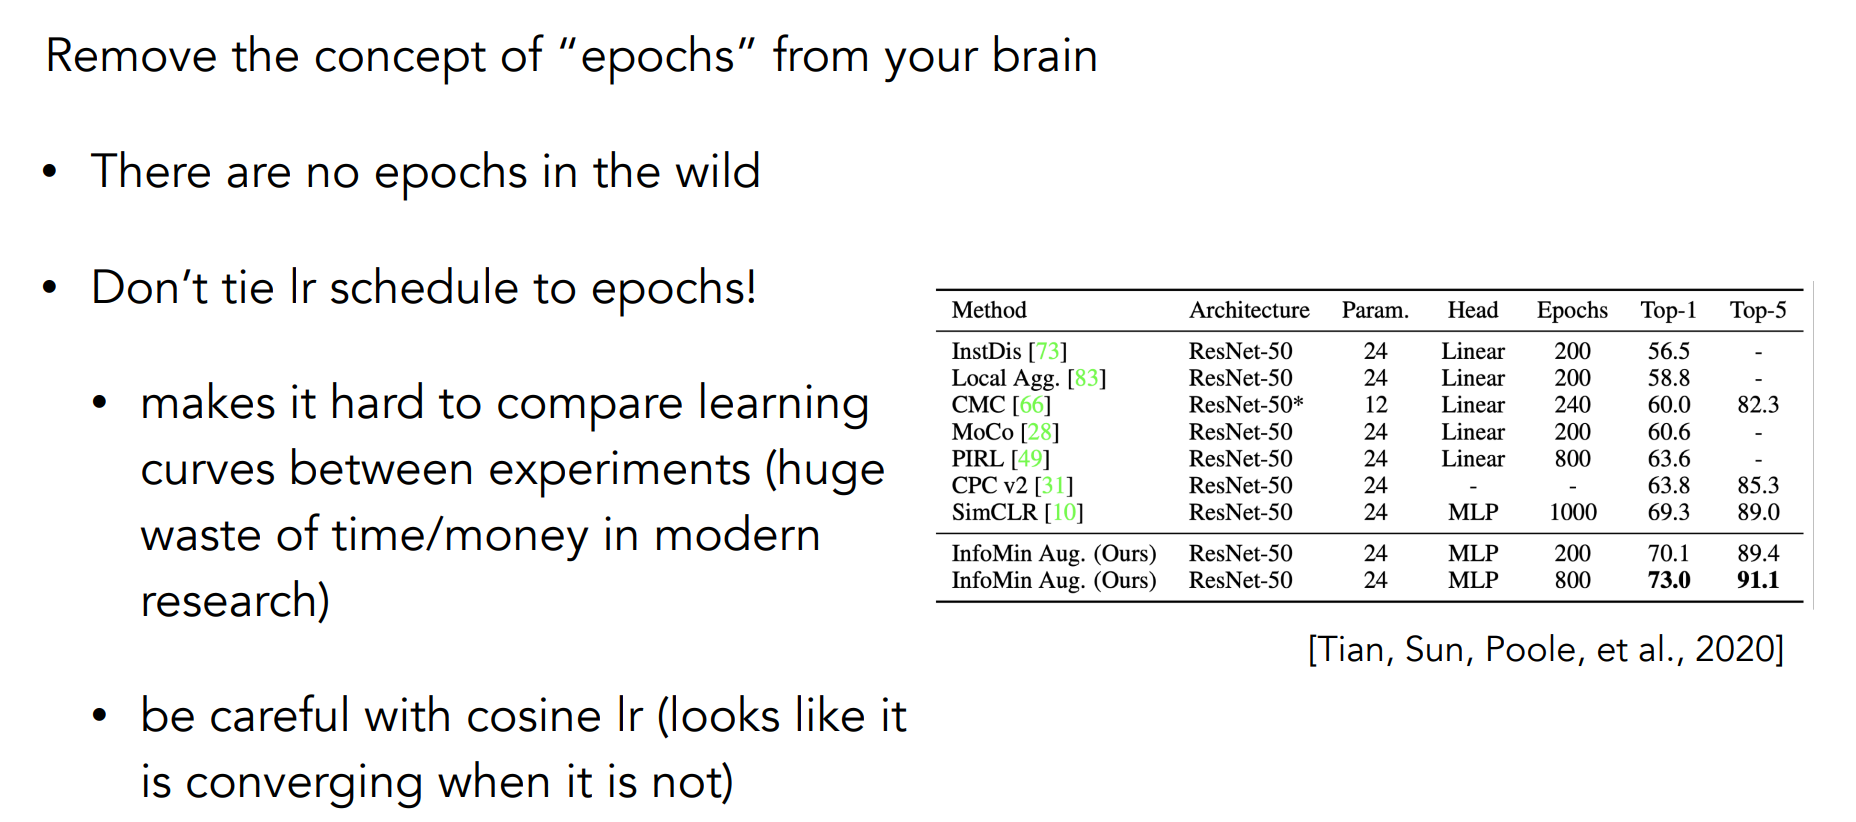 Remove the concept of “epochs” from your brain
• There are no epochs in the wild
• Don’t tie lr schedule to epochs!
• makes it hard to compare learning
curves between experiments (huge
waste of time/money in modern
research)
• be careful with cosine lr (looks like it
is converging when it is not)
Method Architecture Param. Head Epochs Top-1 Top-5
InstDis [73] ResNet-50 24 Linear 200 56.5 -
Local Agg. [83] ResNet-50 24 Linear 200 58.8 -
CMC [66] ResNet-50* 12 Linear 240 60.0 82.3
MoCo [28] ResNet-50 24 Linear 200 60.6 -
PIRL [49] ResNet-50 24 Linear 800 63.6 -
CPC v2 [31] ResNet-50 24 - - 63.8 85.3
SimCLR [10] ResNet-50 24 MLP 1000 69.3 89.0
InfoMin Aug. (Ours) ResNet-50 24 MLP 200 70.1 89.4
InfoMin Aug. (Ours) ResNet-50 24 MLP 800 73.0 91.1
[Tian, Sun, Poole, et al., 2020]